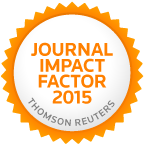 JOURNAL
IMPACT
FACTOR
2015
THOMSON REUTERS